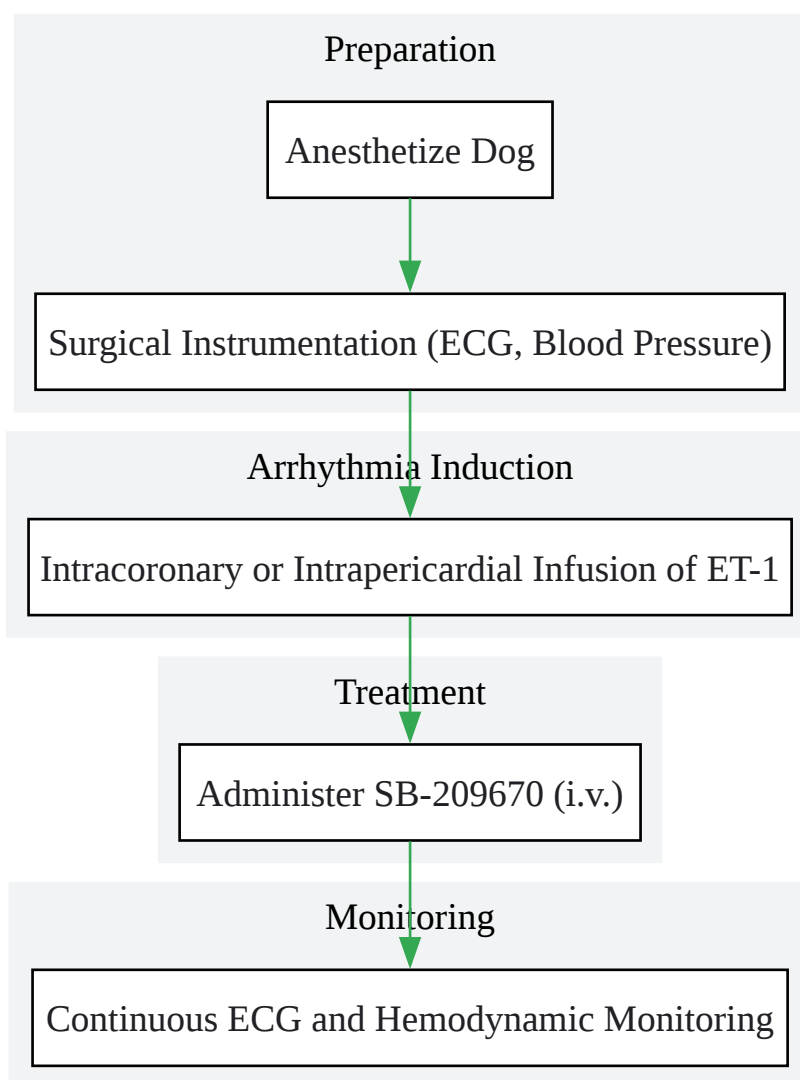 Preparation
Anesthetize Dog
Surgical Instrumentation (ECG, Blood Pressure)
Arrhythmia Induction
Intracoronary or Intrapericardial Infusion of ET-1
Treatment
Administer SB-209670 (i.v.)
Monitoring
Continuous ECG and Hemodynamic Monitoring